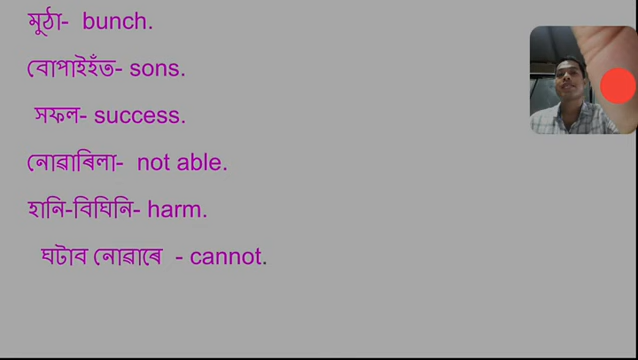 মুঠা- bunch.
বোপাইহঁত- sons.
সফল- success.
নোৱাৰিলা- not able.
হানি-বিঘিনি- harm.
ঘটাব নোৱাৰে - cannot.